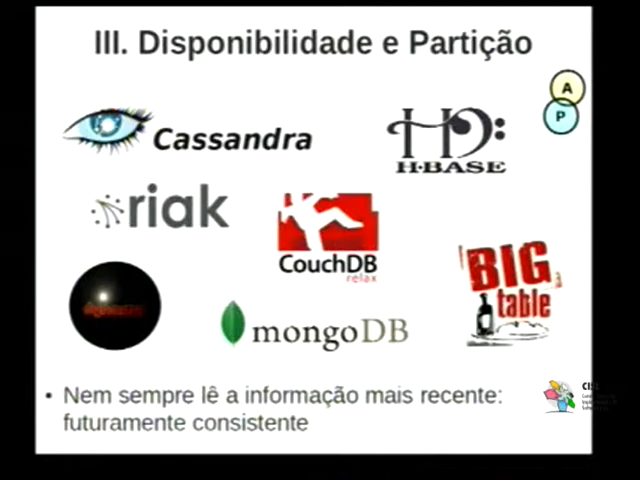 III. Disponibilidade e Partição
A
P
Cassandra
H·BASE
riak
CouchDB
relax
BIG
table
mongoDB
• Nem sempre lê a informação mais recente:
futuramente consistente